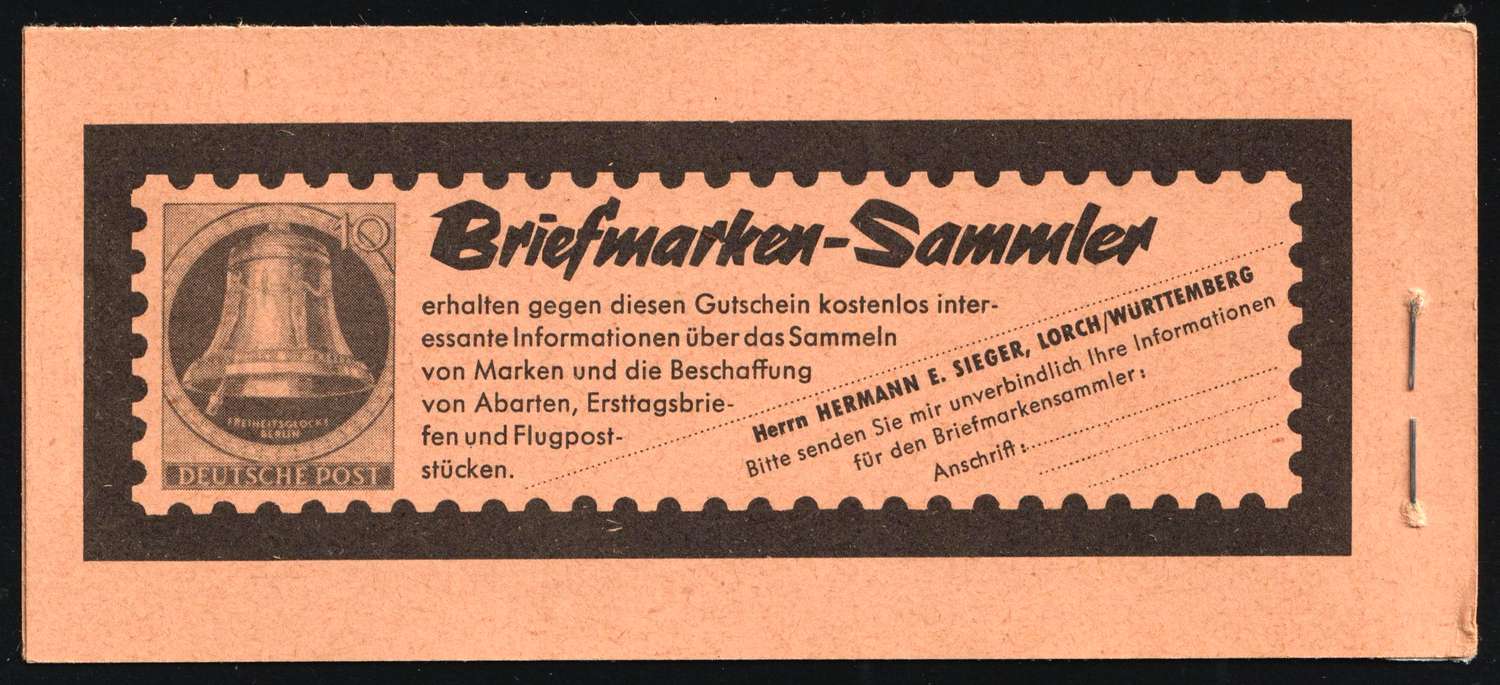 10
FREIHEITSGLOCKE
BERLIN
DEUTSCHE POST
Briefmarken-Sammler
erhalten gegen diesen Gutschein kostenlos inter-
essante Informationen über das Sammeln
von Marken und die Beschaffung
von Abarten, Ersttagsbrie-
fen und Flugpost-
stücken.
Herrn HERMANN E. SIEGER, LORCH/WÜRTTEMBERG
Bitte senden Sie mir unverbindlich Ihre Informationen
für den Briefmarkensammler:
Anschrift: